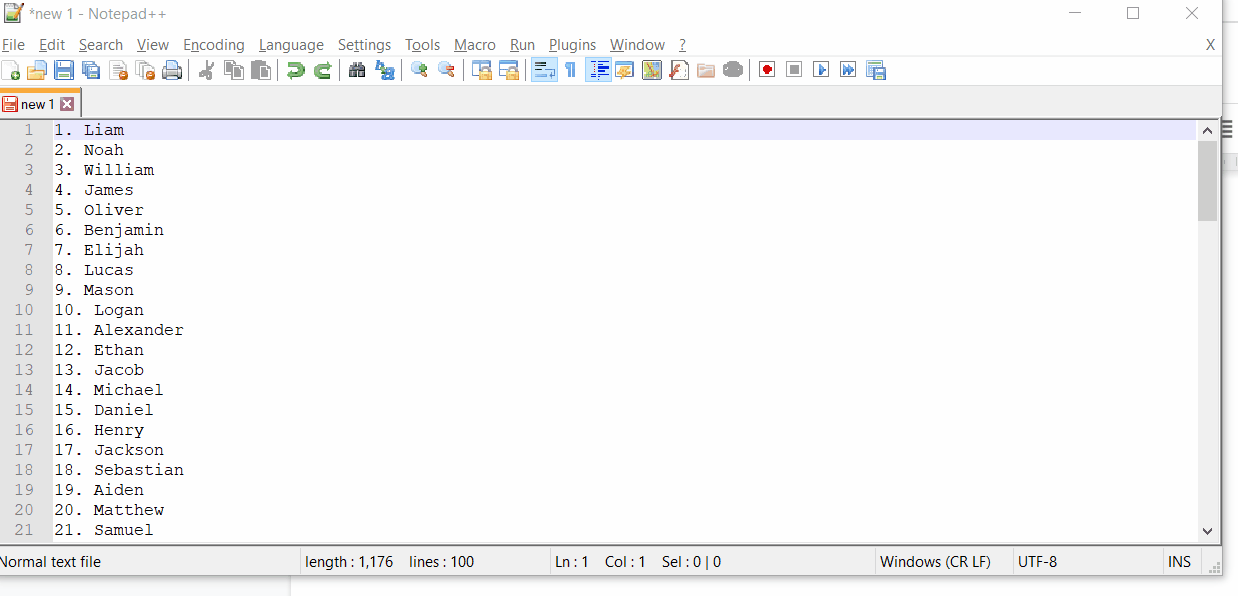 *new 1 - Notepad++
File Edit Search View Encoding Language Settings Tools Macro Run Plugins Window ? X
new 1
1 1. Liam
2 2. Noah
3 3. William
4 4. James
5 5. Oliver
6 6. Benjamin
7 7. Elijah
8 8. Lucas
9 9. Mason
10 10. Logan
11 11. Alexander
12 12. Ethan
13 13. Jacob
14 14. Michael
15 15. Daniel
16 16. Henry
17 17. Jackson
18 18. Sebastian
19 19. Aiden
20 20. Matthew
21 21. Samuel
Normal text file length : 1,176 lines : 100 Ln : 1 Col : 1 Sel : 0 | 0 Windows (CR LF) UTF-8 INS